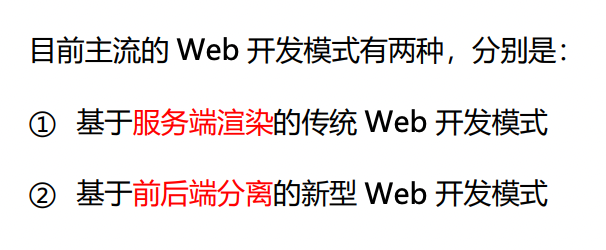 目前主流的 Web 开发模式有两种，分别是：
① 基于服务端渲染的传统 Web 开发模式
② 基于前后端分离的新型 Web 开发模式